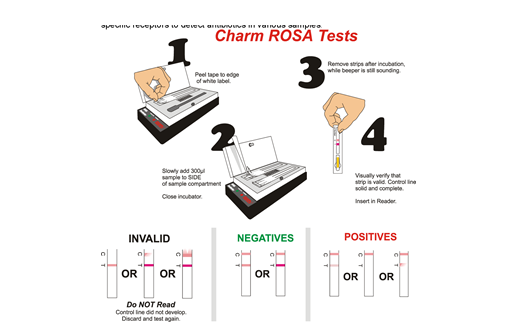 specific receptors to detect antibiotics in various samples.
Charm ROSA Tests
1
Peel tape to edge
of white label.
2
Slowly add 300µl
sample to SIDE
of sample compartment
Close incubator.
3
Remove strips after incubation,
while beeper is still sounding.
4
Visually verify that
strip is valid. Control line
solid and complete.
Insert in Reader.
INVALID
C T OR C T OR C T
Do NOT Read
Control line did not develop.
Discard and test again.
NEGATIVES
C T OR C T
POSITIVES
C T OR C T OR C T